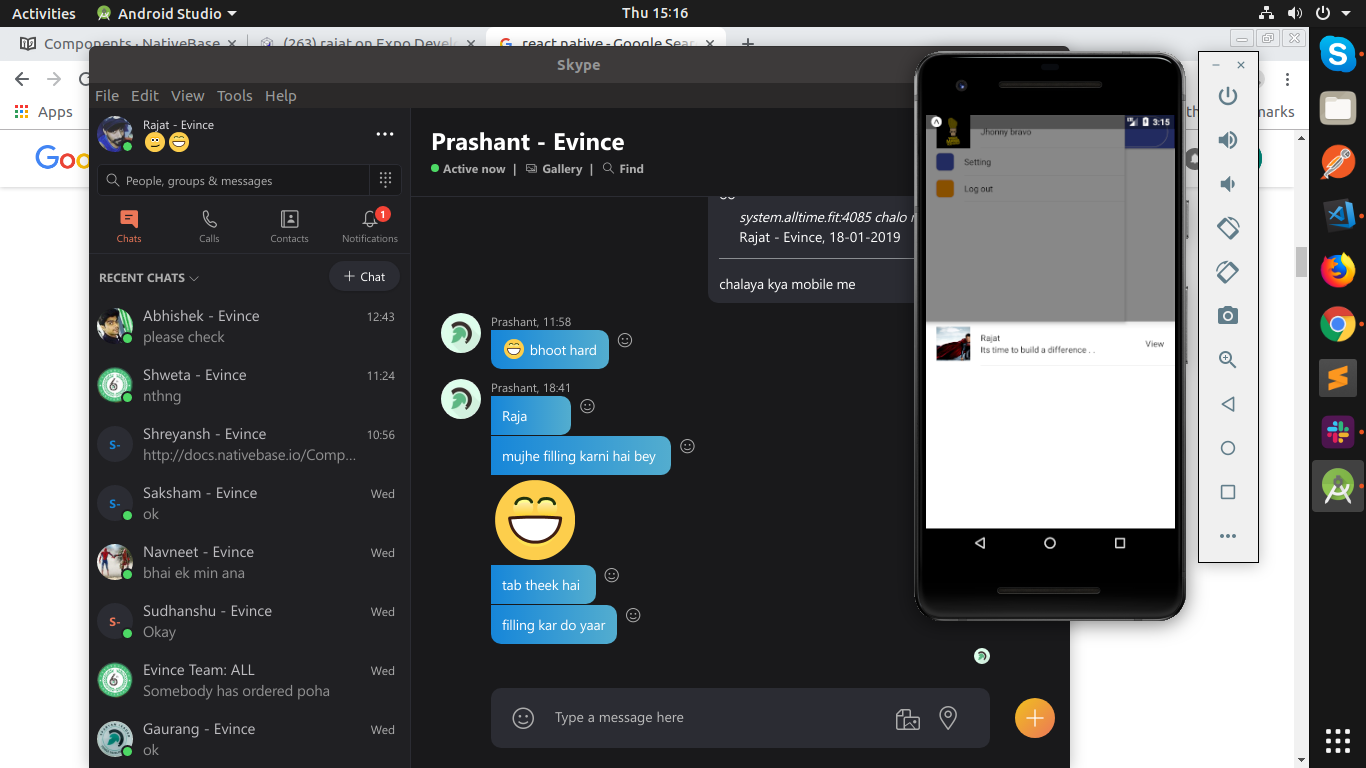 Activities
Android Studio
Thu 15:16
Components · NativeBase
(263) rajat on Expo Devel
react native - Google Sear
Apps
Skype
File Edit View Tools Help
Rajat - Evince
People, groups & messages
Chats
Calls
Contacts
Notifications
1
RECENT CHATS
+ Chat
Abhishek - Evince
12:43
please check
Shweta - Evince
11:24
nthng
Shreyansh - Evince
10:56
http://docs.nativebase.io/Comp...
S-
Saksham - Evince
Wed
ok
S-
Navneet - Evince
Wed
bhai ek min ana
Sudhanshu - Evince
Wed
Okay
S-
Evince Team: ALL
Wed
Somebody has ordered poha
Gaurang - Evince
Wed
ok
Prashant - Evince
Active now | Gallery | Find
system.alltime.fit:4085 chalo
Rajat - Evince, 18-01-2019
chalaya kya mobile me
Prashant, 11:58
bhoot hard
Prashant, 18:41
Raja
mujhe filling karni hai bey
tab theek hai
filling kar do yaar
Type a message here
3:15
Jhonny bravo
Setting
Log out
Rajat
Its time to build a difference . .
View